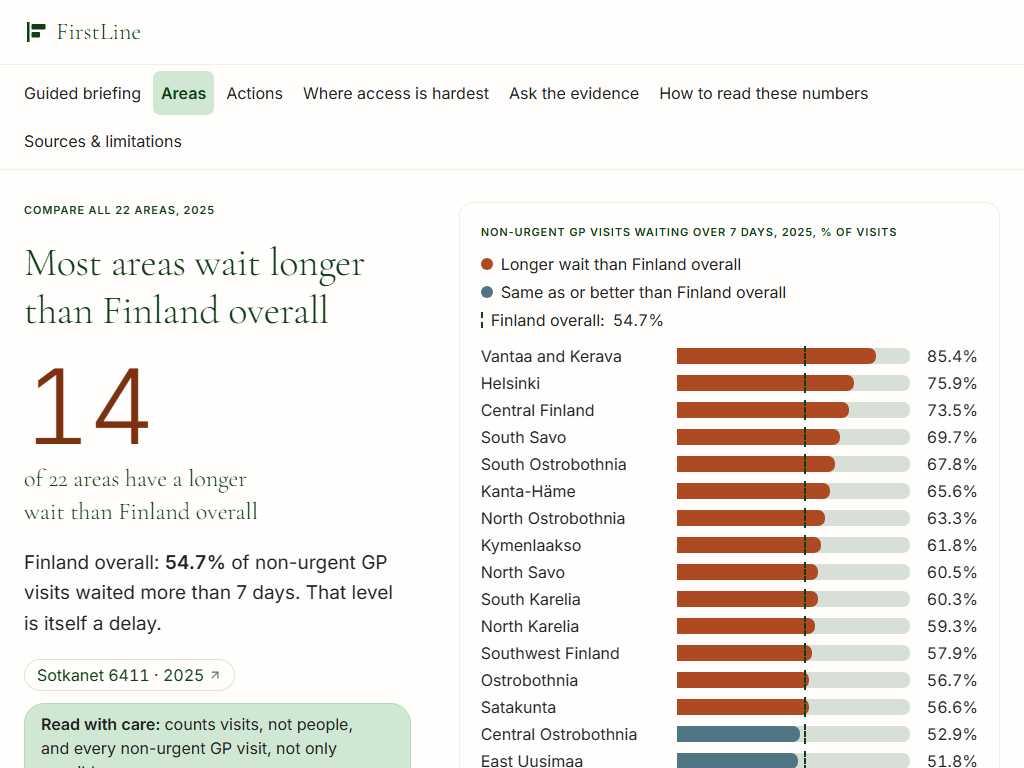 FirstLine
Guided briefing
Areas
Actions
Where access is hardest
Ask the evidence
How to read these numbers
Sources & limitations
COMPARE ALL 22 AREAS, 2025
Most areas wait longer
than Finland overall
14
of 22 areas have a longer
wait than Finland overall
Finland overall: 54.7% of non-urgent GP
visits waited more than 7 days. That level
is itself a delay.
Sotkanet 6411 · 2025 ↗
Read with care: counts visits, not people,
and every non-urgent GP visit, not only
NON-URGENT GP VISITS WAITING OVER 7 DAYS, 2025, % OF VISITS
Longer wait than Finland overall
Same as or better than Finland overall
Finland overall: 54.7%
Vantaa and Kerava 85.4%
Helsinki 75.9%
Central Finland 73.5%
South Savo 69.7%
South Ostrobothnia 67.8%
Kanta-Häme 65.6%
North Ostrobothnia 63.3%
Kymenlaakso 61.8%
North Savo 60.5%
South Karelia 60.3%
North Karelia 59.3%
Southwest Finland 57.9%
Ostrobothnia 56.7%
Satakunta 56.6%
Central Ostrobothnia 52.9%
East Uusimaa 51.8%